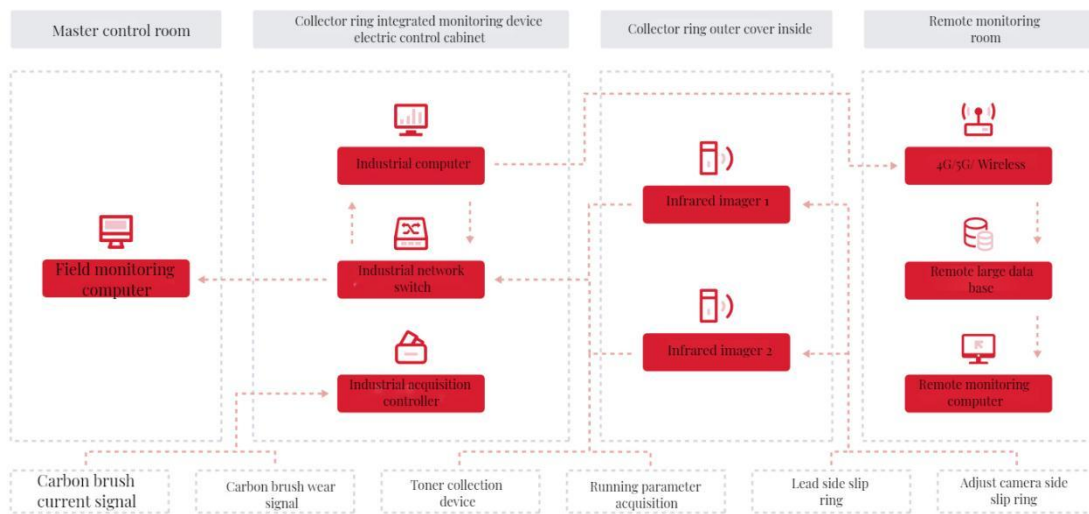 Master control room
Collector ring integrated monitoring device
electric control cabinet
Collector ring outer cover inside
Remote monitoring
room
Industrial computer
4G/5G/ Wireless
Infrared imager 1
Field monitoring
computer
Industrial network
switch
Remote large data
base
Infrared imager 2
Industrial acquisition
controller
Remote monitoring
computer
Carbon brush
current signal
Carbon brush wear
signal
Toner collection
device
Running parameter
acquisition
Lead side slip
ring
Adjust camera side
slip ring